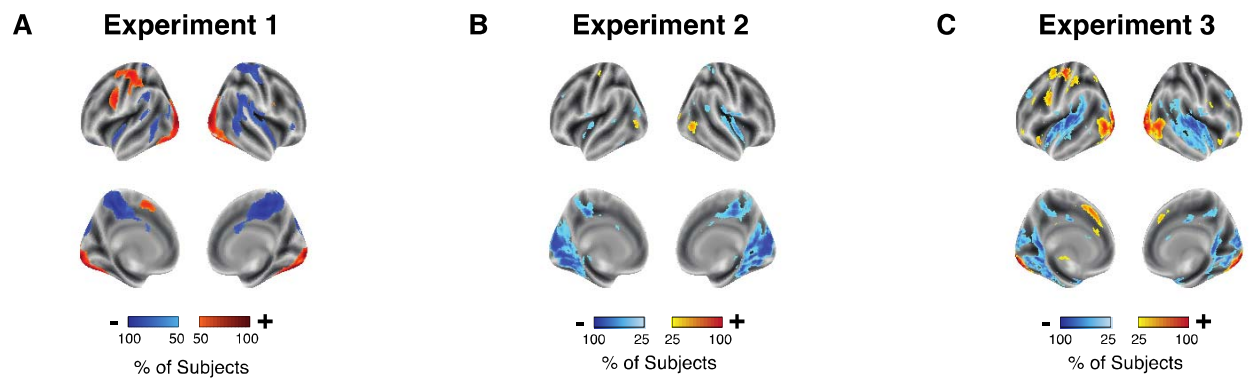 A Experiment 1
B Experiment 2
C Experiment 3
- +
100 50 50 100
% of Subjects
- +
100 25 25 100
% of Subjects
- +
100 25 25 100
% of Subjects